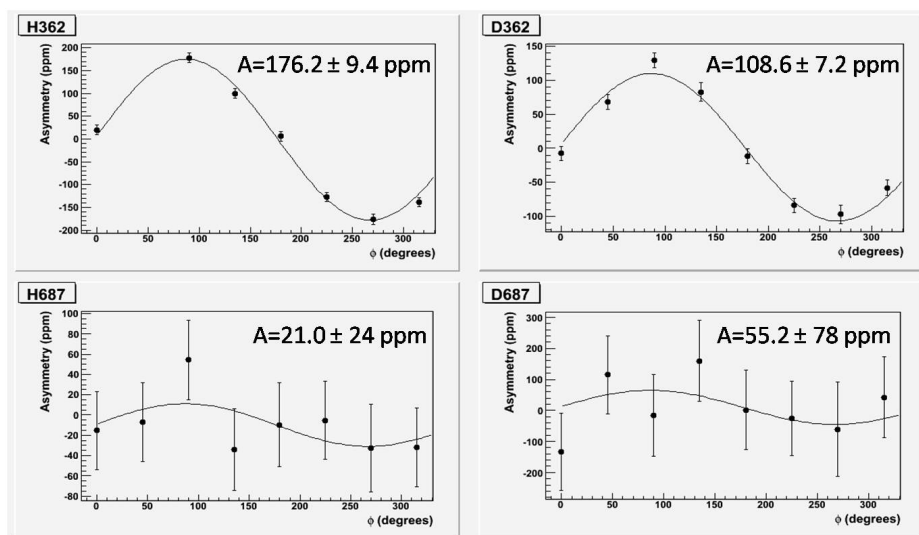 H362
A=176.2 ± 9.4 ppm
Asymmetry (ppm)
200
150
100
50
0
-50
-100
-150
-200
0 50 100 150 200 250 300
ϕ (degrees)
D362
A=108.6 ± 7.2 ppm
Asymmetry (ppm)
150
100
50
0
-50
-100
0 50 100 150 200 250 300
ϕ (degrees)
H687
A=21.0 ± 24 ppm
Asymmetry (ppm)
100
80
60
40
20
0
-20
-40
-60
-80
0 50 100 150 200 250 300
ϕ (degrees)
D687
A=55.2 ± 78 ppm
Asymmetry (ppm)
300
200
100
0
-100
-200
0 50 100 150 200 250 300
ϕ (degrees)